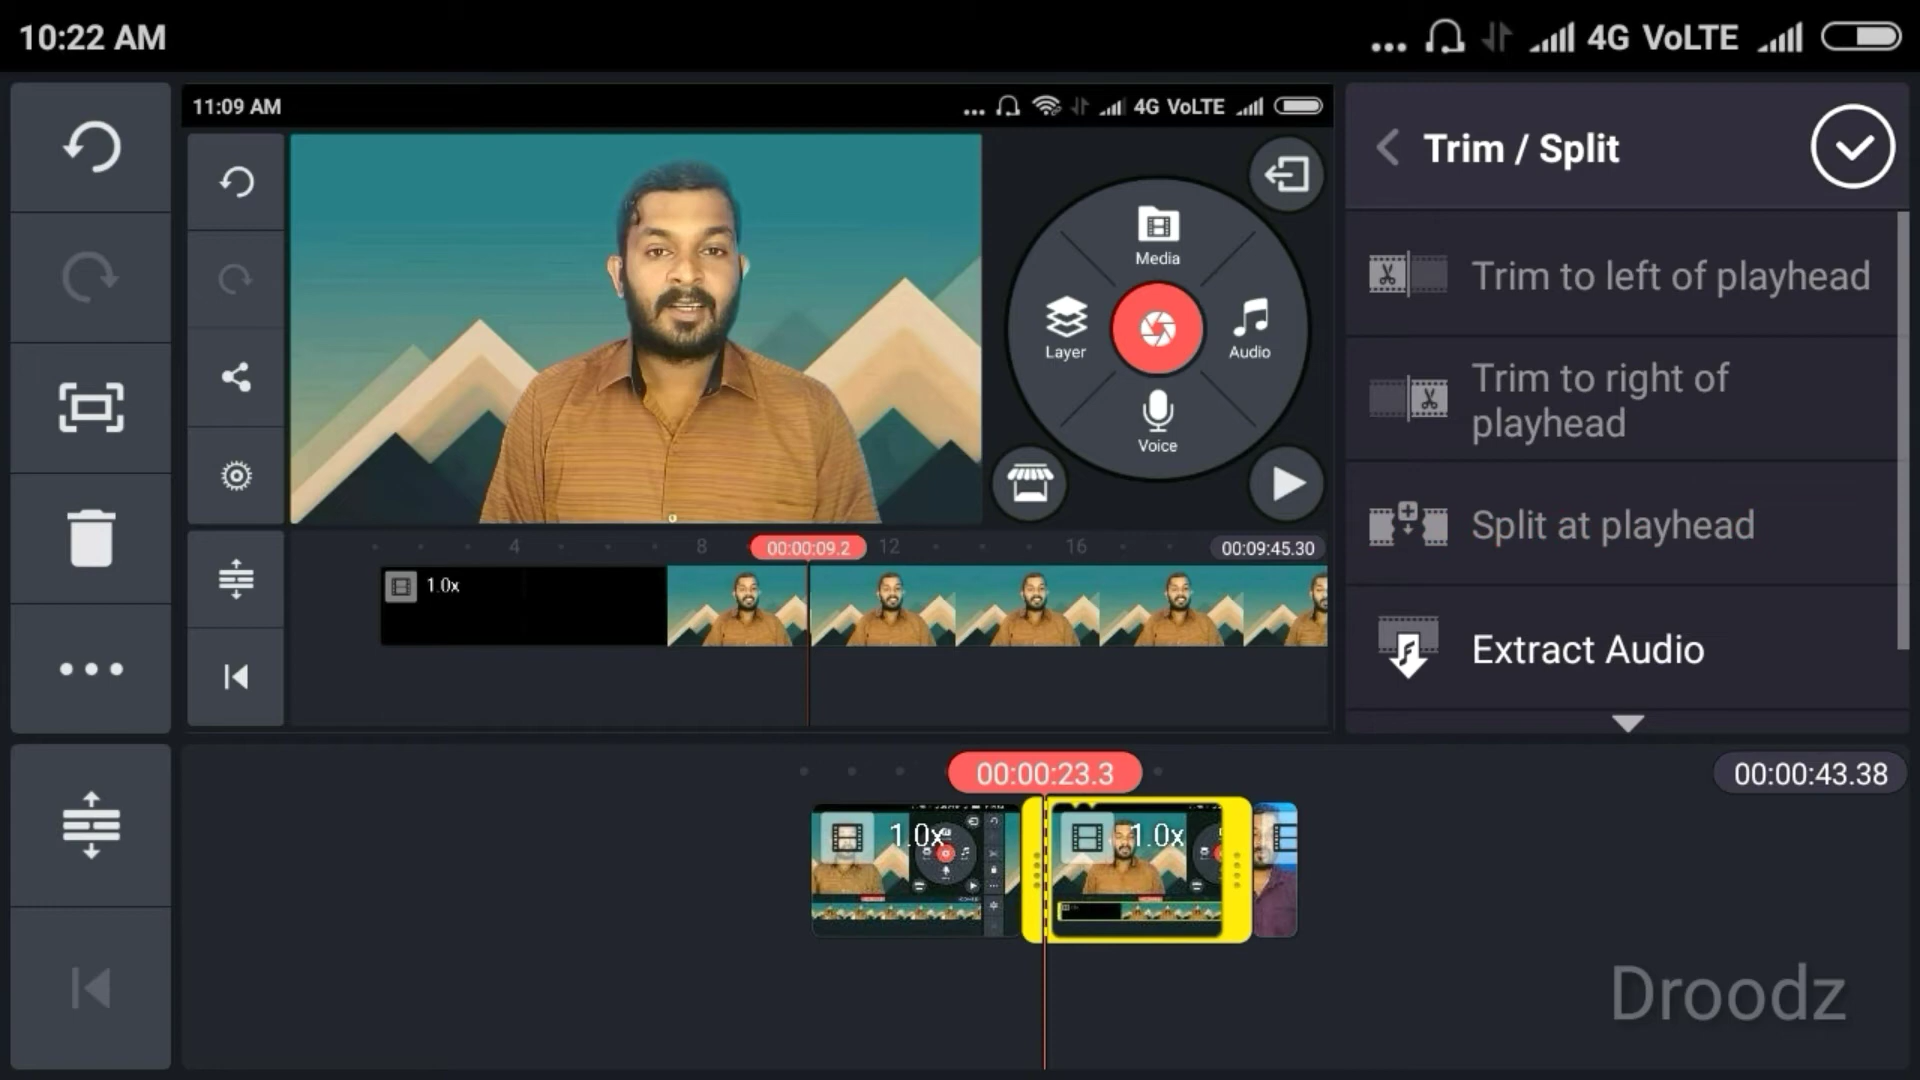 10:22 AM
... 4G VoLTE
11:09 AM
... 4G VoLTE
Trim / Split
Media
Layer
Audio
Voice
Trim to left of playhead
Trim to right of
playhead
Split at playhead
Extract Audio
4
8
00:00:09.2
12
16
00:09:45.30
1.0x
00:00:23.3
00:00:43.38
1.0x
1.0x
Droodz